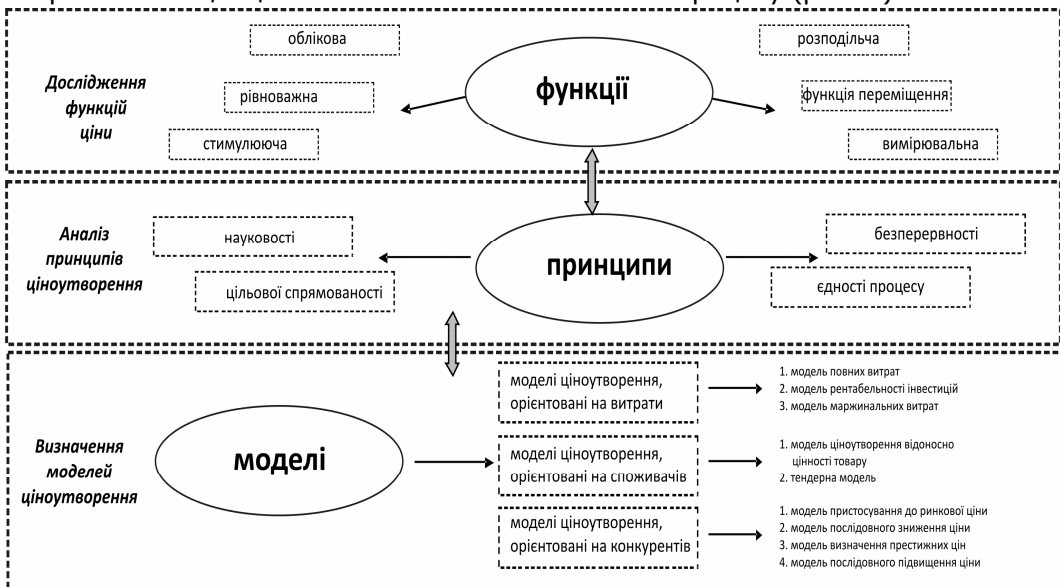 облікова
розподільча
Дослідження
функцій
ціни
функції
рівноважна
функція переміщення
стимулююча
вимірювальна
Аналіз
принципів
ціноутворення
принципи
науковості
безперервності
цільової спрямованості
єдності процесу
Визначення
моделей
ціноутворення
моделі
моделі ціноутворення,
орієнтовані на витрати
1. модель повних витрат
2. модель рентабельності інвестицій
3. модель маржинальних витрат
моделі ціноутворення,
орієнтовані на споживачів
1. модель ціноутворення відоносно
цінності товару
2. тендерна модель
моделі ціноутворення,
орієнтовані на конкурентів
1. модель пристосування до ринкової ціни
2. модель послідовного зниження ціни
3. модель визначення престижних цін
4. модель послідовного підвищення ціни